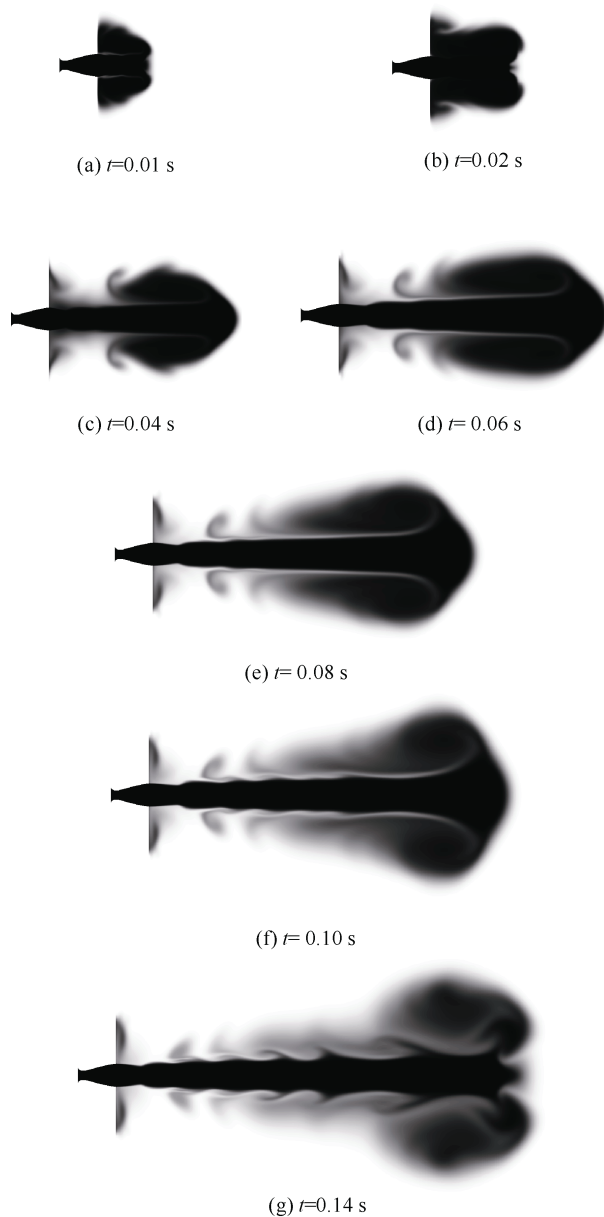 (a) t=0.01 s
(b) t=0.02 s
(c) t=0.04 s
(d) t= 0.06 s
(e) t= 0.08 s
(f) t= 0.10 s
(g) t=0.14 s